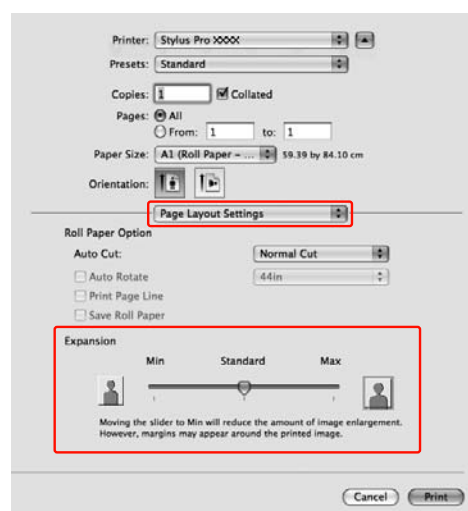 Printer: Stylus Pro XXXX
Presets: Standard
Copies: 1 Collated
Pages: All
From: 1 to: 1
Paper Size: A1 (Roll Paper – ... 59.39 by 84.10 cm
Orientation:
Page Layout Settings
Roll Paper Option
Auto Cut: Normal Cut
Auto Rotate 44in
Print Page Line
Save Roll Paper
Expansion
Min Standard Max
Moving the slider to Min will reduce the amount of image enlargement.
However, margins may appear around the printed image.
Cancel Print